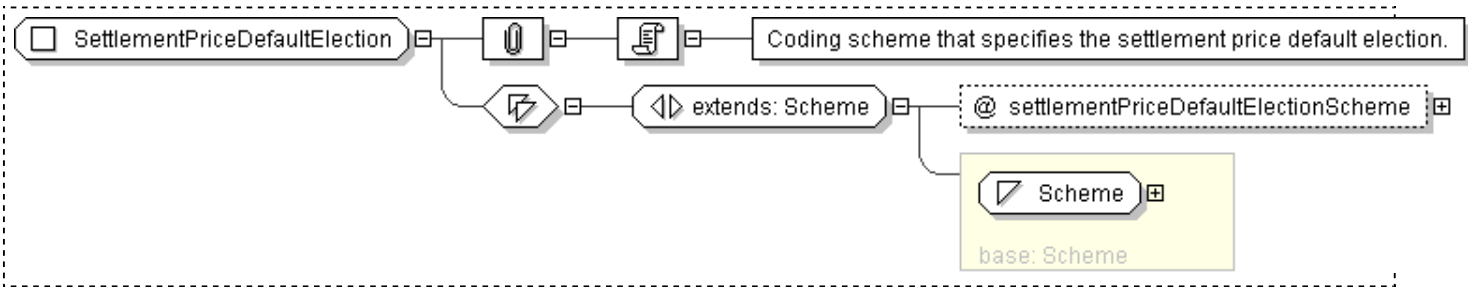 SettlementPriceDefaultElection
Coding scheme that specifies the settlement price default election.
extends: Scheme
@ settlementPriceDefaultElectionScheme
Scheme
base: Scheme